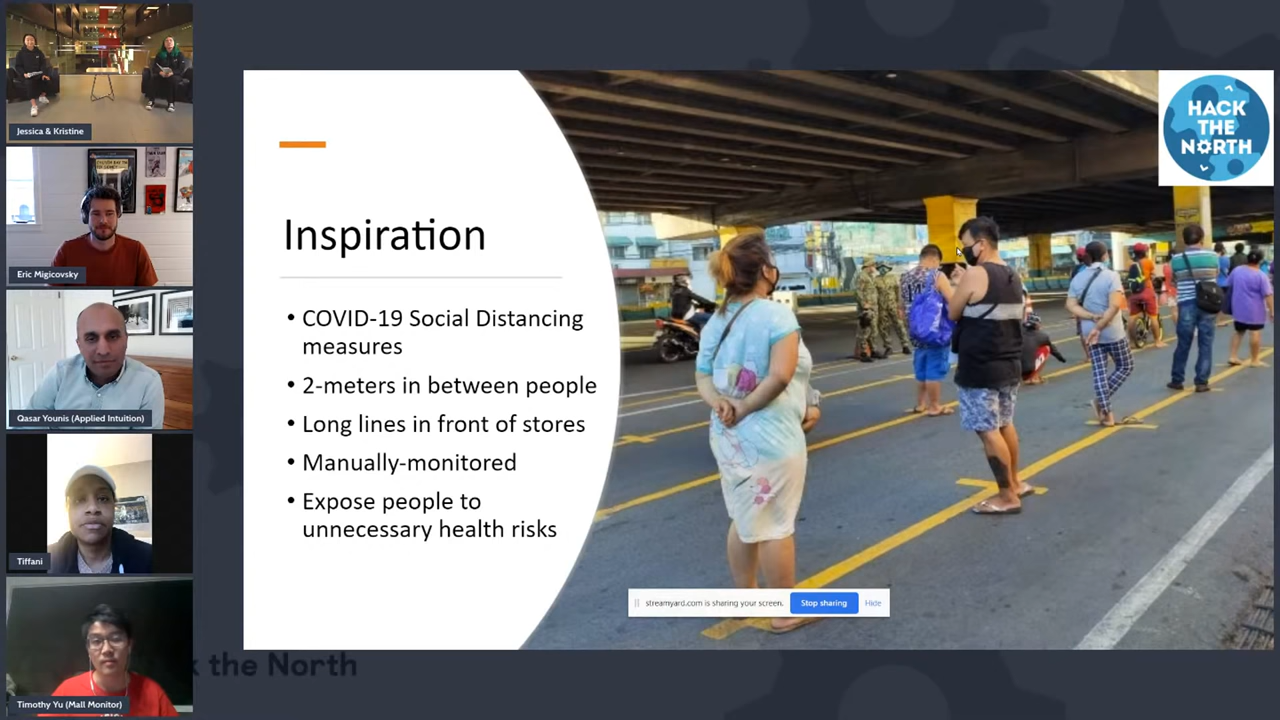 Jessica & Kristine
Eric Migicovsky
Qasar Younis (Applied Intuition)
Tiffani
Timothy Yu (Mall Monitor)
Inspiration
• COVID-19 Social Distancing
measures
• 2-meters in between people
• Long lines in front of stores
• Manually-monitored
• Expose people to
unnecessary health risks
HACK
THE
NORTH
streamyard.com is sharing your screen.
Stop sharing
Hide
k the North